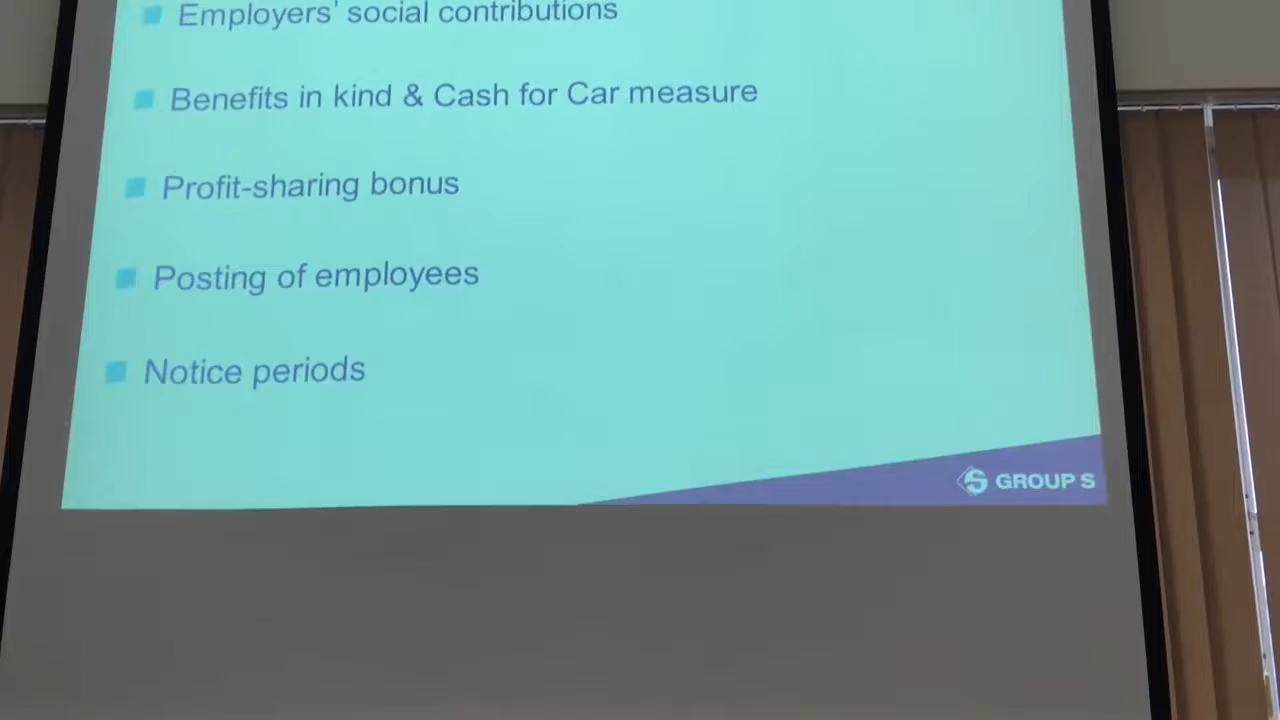 Employers' social contributions
Benefits in kind & Cash for Car measure
Profit-sharing bonus
Posting of employees
Notice periods
GROUP S